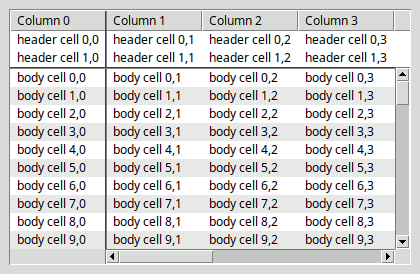 Column 0 Column 1 Column 2 Column 3
header cell 0,0 header cell 0,1 header cell 0,2 header cell 0,3
header cell 1,0 header cell 1,1 header cell 1,2 header cell 1,3
body cell 0,0 body cell 0,1 body cell 0,2 body cell 0,3
body cell 1,0 body cell 1,1 body cell 1,2 body cell 1,3
body cell 2,0 body cell 2,1 body cell 2,2 body cell 2,3
body cell 3,0 body cell 3,1 body cell 3,2 body cell 3,3
body cell 4,0 body cell 4,1 body cell 4,2 body cell 4,3
body cell 5,0 body cell 5,1 body cell 5,2 body cell 5,3
body cell 6,0 body cell 6,1 body cell 6,2 body cell 6,3
body cell 7,0 body cell 7,1 body cell 7,2 body cell 7,3
body cell 8,0 body cell 8,1 body cell 8,2 body cell 8,3
body cell 9,0 body cell 9,1 body cell 9,2 body cell 9,3